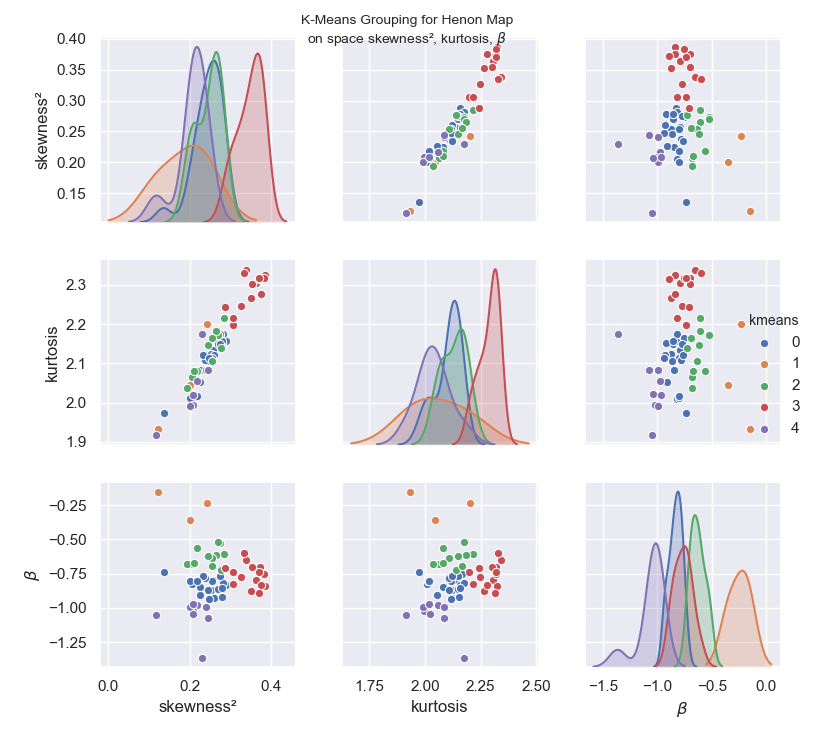 K-Means Grouping for Henon Map
on space skewness², kurtosis, β
0.40
0.35
0.30
0.25
0.20
0.15
skewness²
2.3
2.2
2.1
2.0
1.9
kurtosis
kmeans
0
1
2
3
4
−0.25
−0.50
−0.75
−1.00
−1.25
β
0.0 0.2 0.4
skewness²
1.75 2.00 2.25 2.50
kurtosis
−1.5 −1.0 −0.5 0.0
β